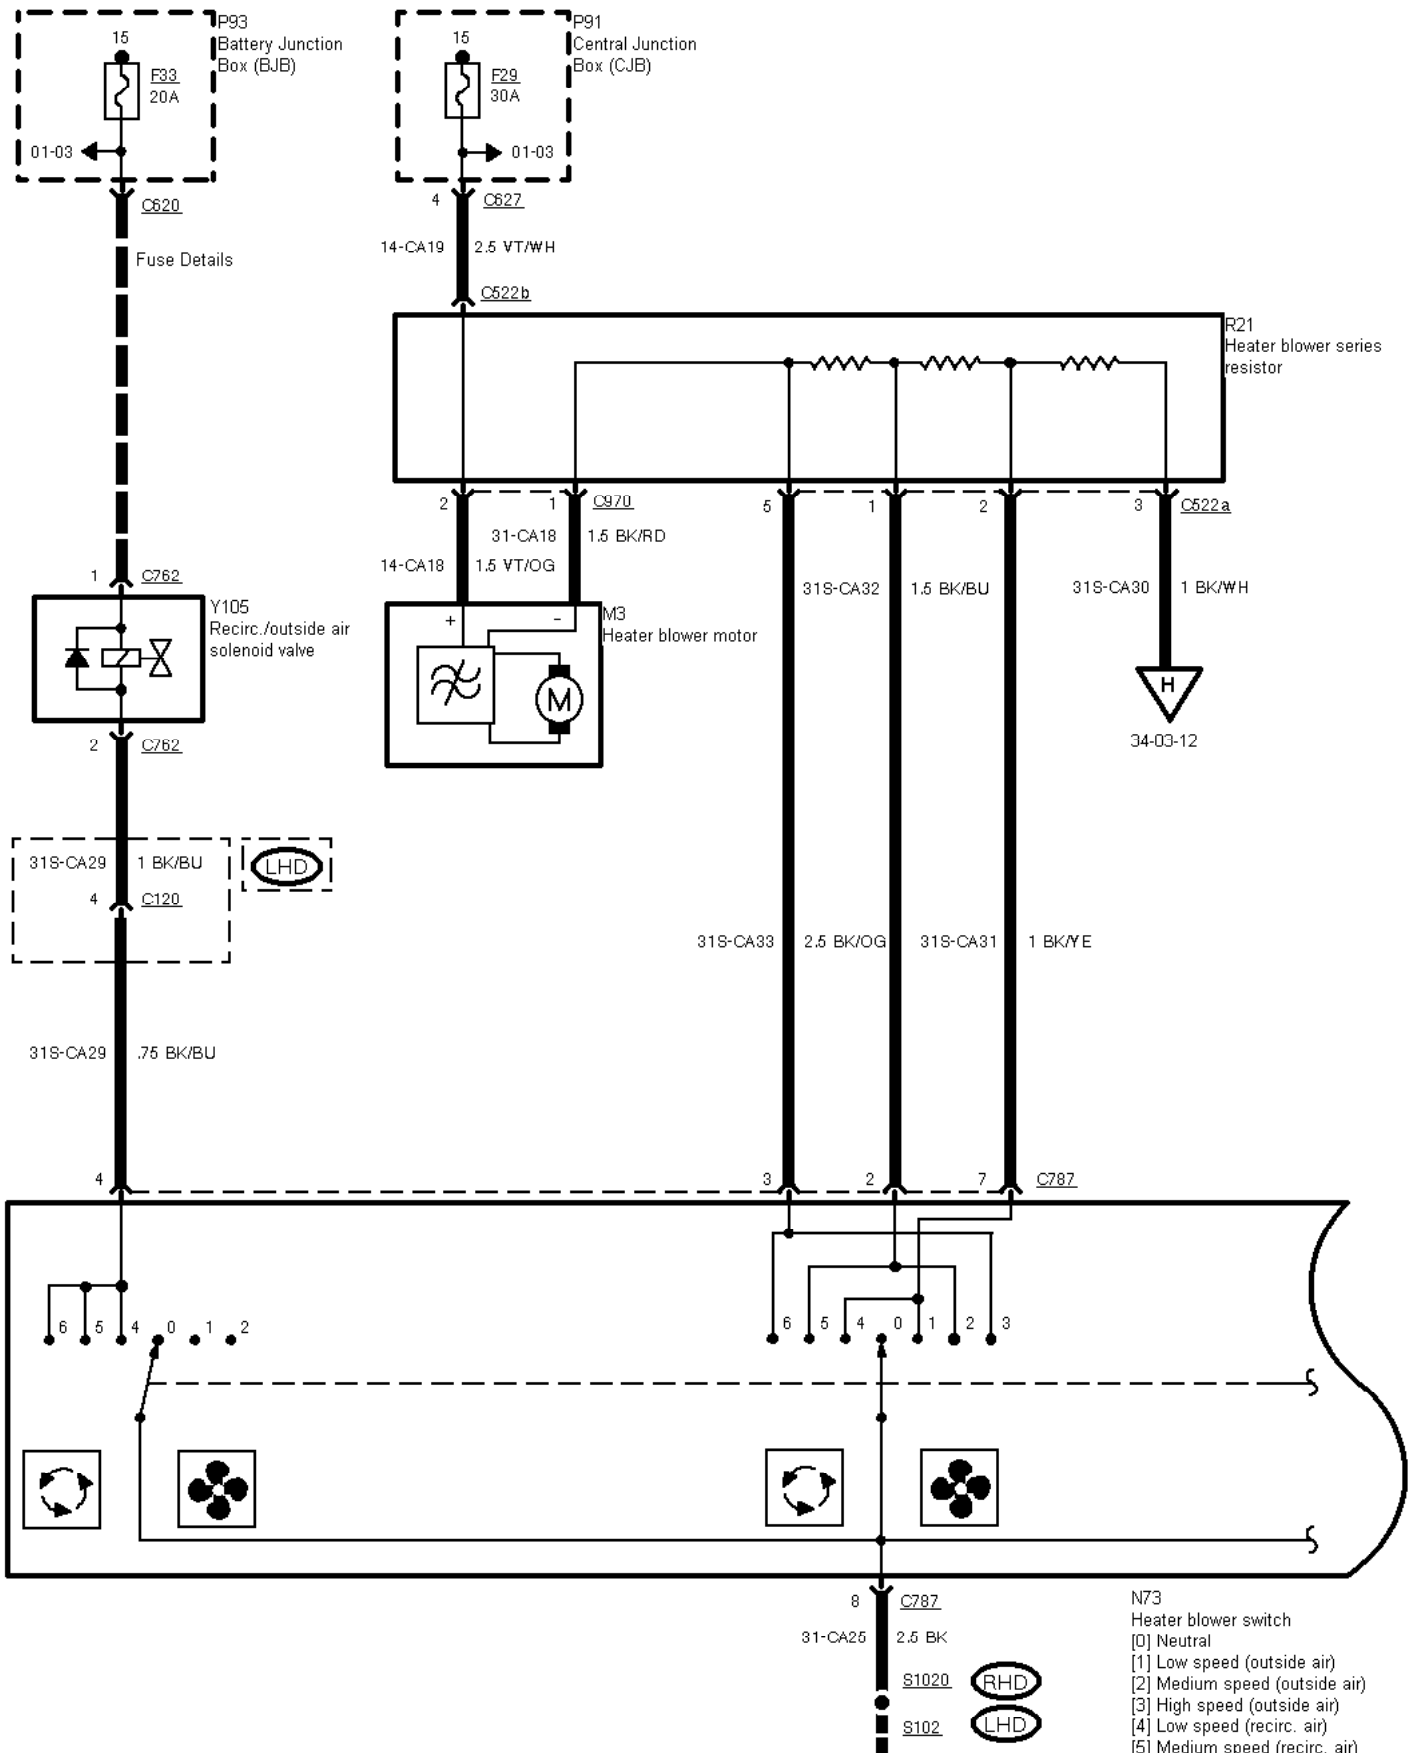 P93
Battery Junction
Box (BJB)
15
F33
20A
01-03
P91
Central Junction
Box (CJB)
15
F29
30A
01-03
C620
4 C627
Fuse Details
14-CA19 2.5 VT/WH
C522b
R21
Heater blower series
resistor
2 1 C970 5 1 2 3 C522a
31-CA18 1.5 BK/RD
14-CA18 1.5 VT/OG
31S-CA32 1.5 BK/BU 31S-CA30 1 BK/WH
1 C762
Y105
Recirc./outside air
solenoid valve
+ -
M3
Heater blower motor
M
H
34-03-12
2 C762
31S-CA29 1 BK/BU LHD
4 C120
31S-CA33 2.5 BK/OG 31S-CA31 1 BK/YE
31S-CA29 .75 BK/BU
4 3 2 7 C787
6 5 4 0 1 2
6 5 4 0 1 2 3
8 C787
31-CA25 2.5 BK
S1020 RHD
S102 LHD
N73
Heater blower switch
[0] Neutral
[1] Low speed (outside air)
[2] Medium speed (outside air)
[3] High speed (outside air)
[4] Low speed (recirc. air)
[5] Medium speed (recirc. air)